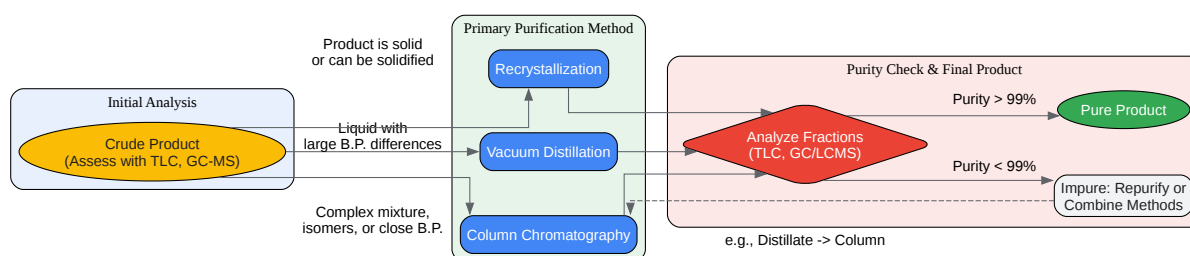 Initial Analysis
Crude Product
(Assess with TLC, GC-MS)
Product is solid
or can be solidified
Liquid with
large B.P. differences
Complex mixture,
isomers, or close B.P.
Primary Purification Method
Recrystallization
Vacuum Distillation
Column Chromatography
Purity Check & Final Product
Analyze Fractions
(TLC, GC/LCMS)
Purity > 99%
Pure Product
Purity < 99%
Impure: Repurify or
Combine Methods
e.g., Distillate -> Column